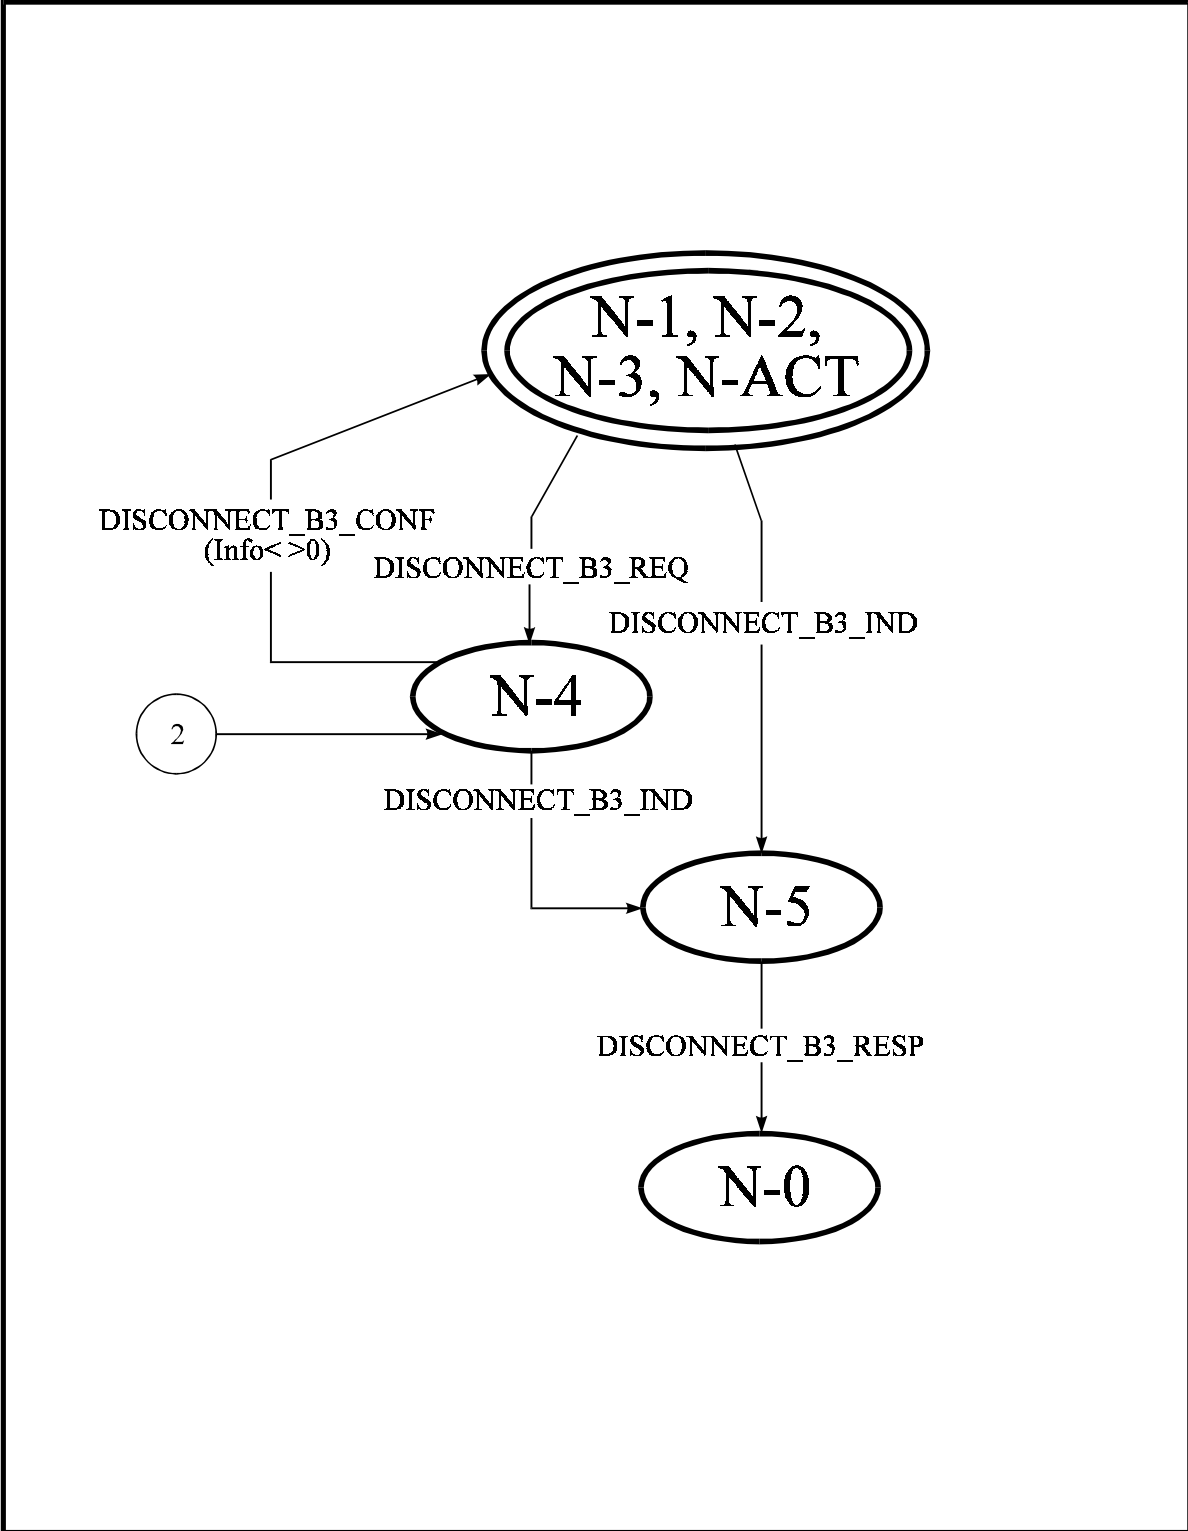 N-1, N-2,
N-3, N-ACT
DISCONNECT_B3_CONF
(Info< >0)
DISCONNECT_B3_REQ
DISCONNECT_B3_IND
N-4
2
DISCONNECT_B3_IND
N-5
DISCONNECT_B3_RESP
N-0